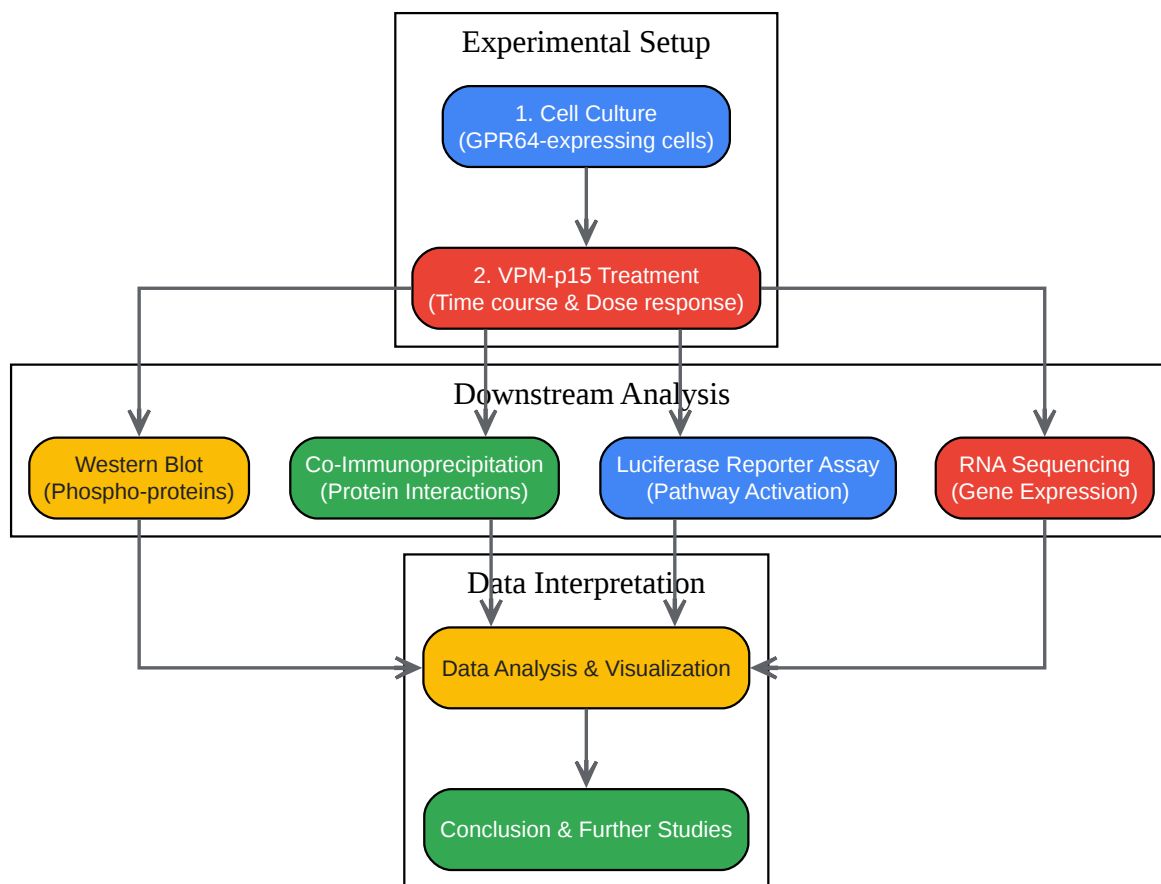 Experimental Setup
1. Cell Culture
(GPR64-expressing cells)
2. VPM-p15 Treatment
(Time course & Dose response)
Downstream Analysis
Western Blot
(Phospho-proteins)
Co-Immunoprecipitation
(Protein Interactions)
Luciferase Reporter Assay
(Pathway Activation)
RNA Sequencing
(Gene Expression)
Data Interpretation
Data Analysis & Visualization
Conclusion & Further Studies